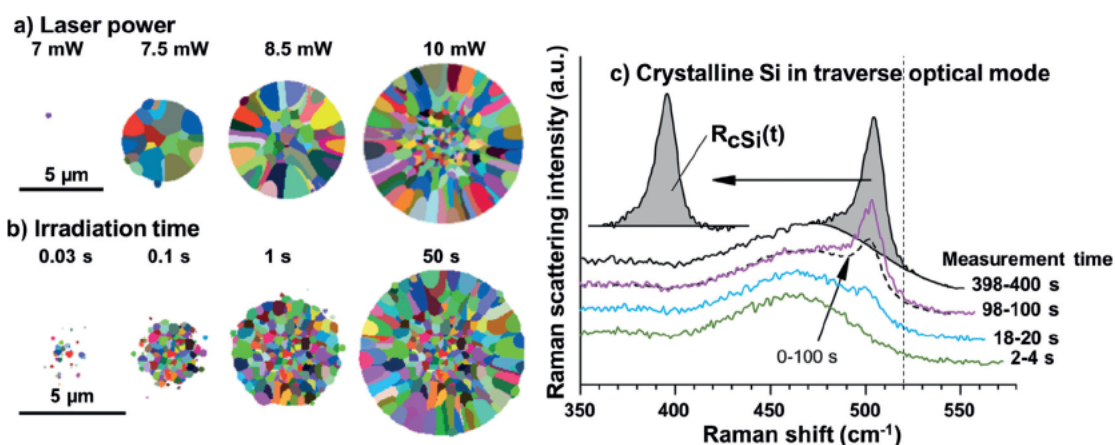 a) Laser power
7 mW 7.5 mW 8.5 mW 10 mW
5 μm
b) Irradiation time
0.03 s 0.1 s 1 s 50 s
5 μm
c) Crystalline Si in traverse optical mode
RcSi(t)
Measurement time
398-400 s
98-100 s
18-20 s
2-4 s
0-100 s
Raman scattering intensity (a.u.)
350 400 450 500 550
Raman shift (cm-1)